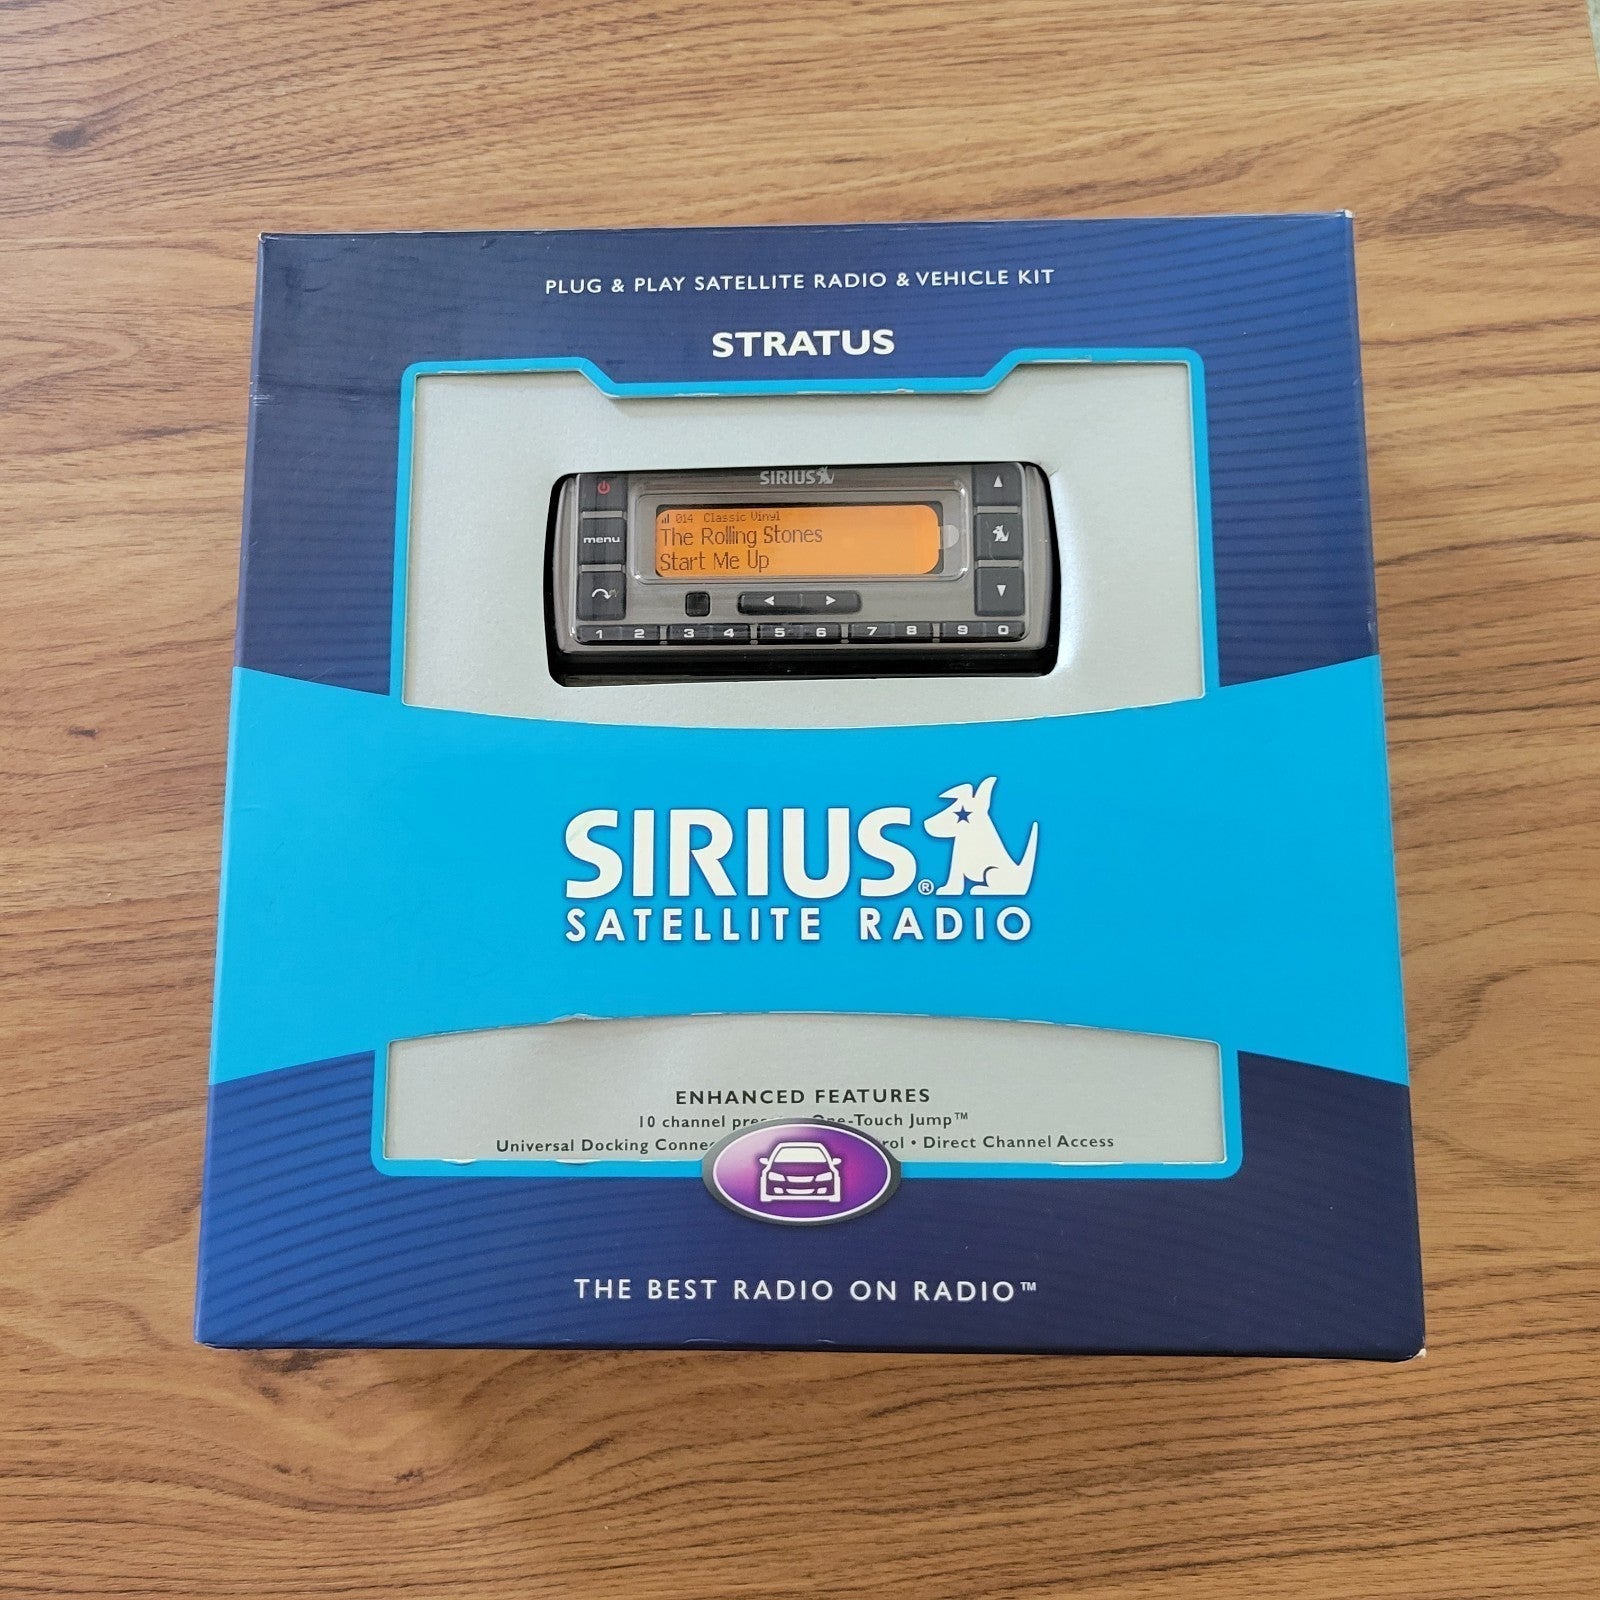 PLUG & PLAY SATELLITE RADIO & VEHICLE KIT
STRATUS
SIRIUS
014 Classic Vinyl
The Rolling Stones
Start Me Up
menu
1 2 3 4 5 6 7 8 9 0
SIRIUS®
SATELLITE RADIO
ENHANCED FEATURES
10 channel One-Touch Jump™
Universal Docking • Direct Channel Access
THE BEST RADIO ON RADIO™